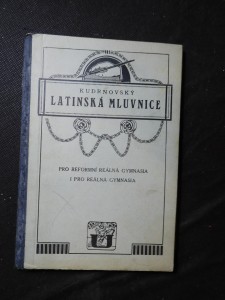 KUDRNOVSKÝ
LATINSKÁ MLUVNICE
PRO REFORMNÍ REÁLNÁ GYMNASIA
I PRO REÁLNÁ GYMNASIA